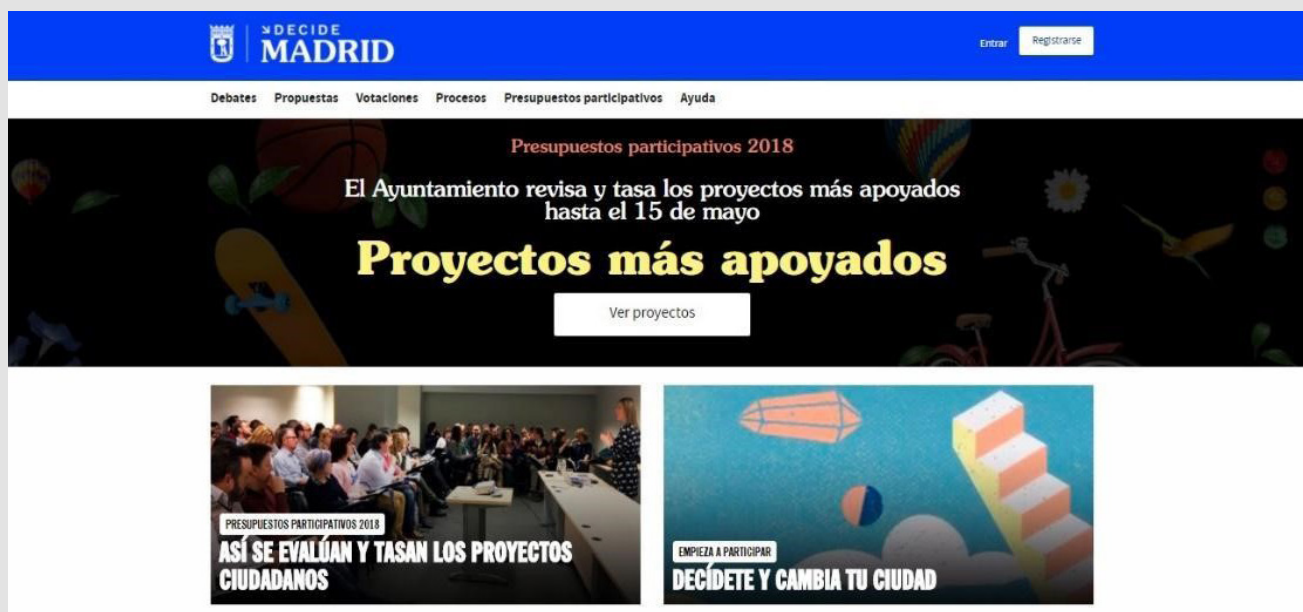 DECIDE
MADRID
Entrar
Registrarse
Debates Propuestas Votaciones Procesos Presupuestos participativos Ayuda
Presupuestos participativos 2018
El Ayuntamiento revisa y tasa los proyectos más apoyados
hasta el 15 de mayo
Proyectos más apoyados
Ver proyectos
PRESUPUESTOS PARTICIPATIVOS 2018
ASÍ SE EVALÚAN Y TASAN LOS PROYECTOS
CIUDADANOS
EMPIEZA A PARTICIPAR
DECÍDETE Y CAMBIA TU CIUDAD